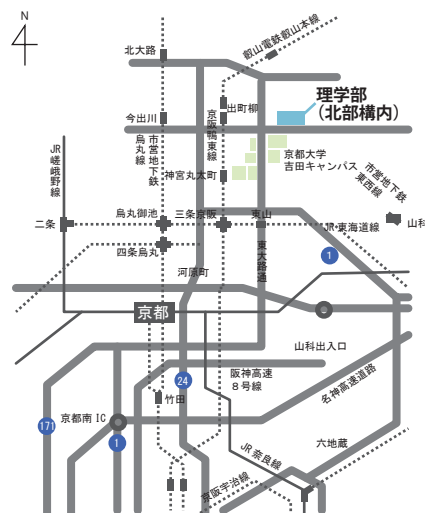 N
北大路
叡山電鉄叡山本線
出町柳
理学部
(北部構内)
今出川
市営地下鉄
烏丸線
京阪鴨東線
JR嵯峨野線
京都大学
吉田キャンパス
神宮丸太町
市営地下鉄
東西線
二条
烏丸御池
三条京阪
東山
JR東海道線
山科
四条烏丸
河原町
東大路通
1
京都
山科出入口
阪神高速
8号線
24
名神高速道路
竹田
171
京都南IC
1
六地蔵
JR奈良線
京阪宇治線